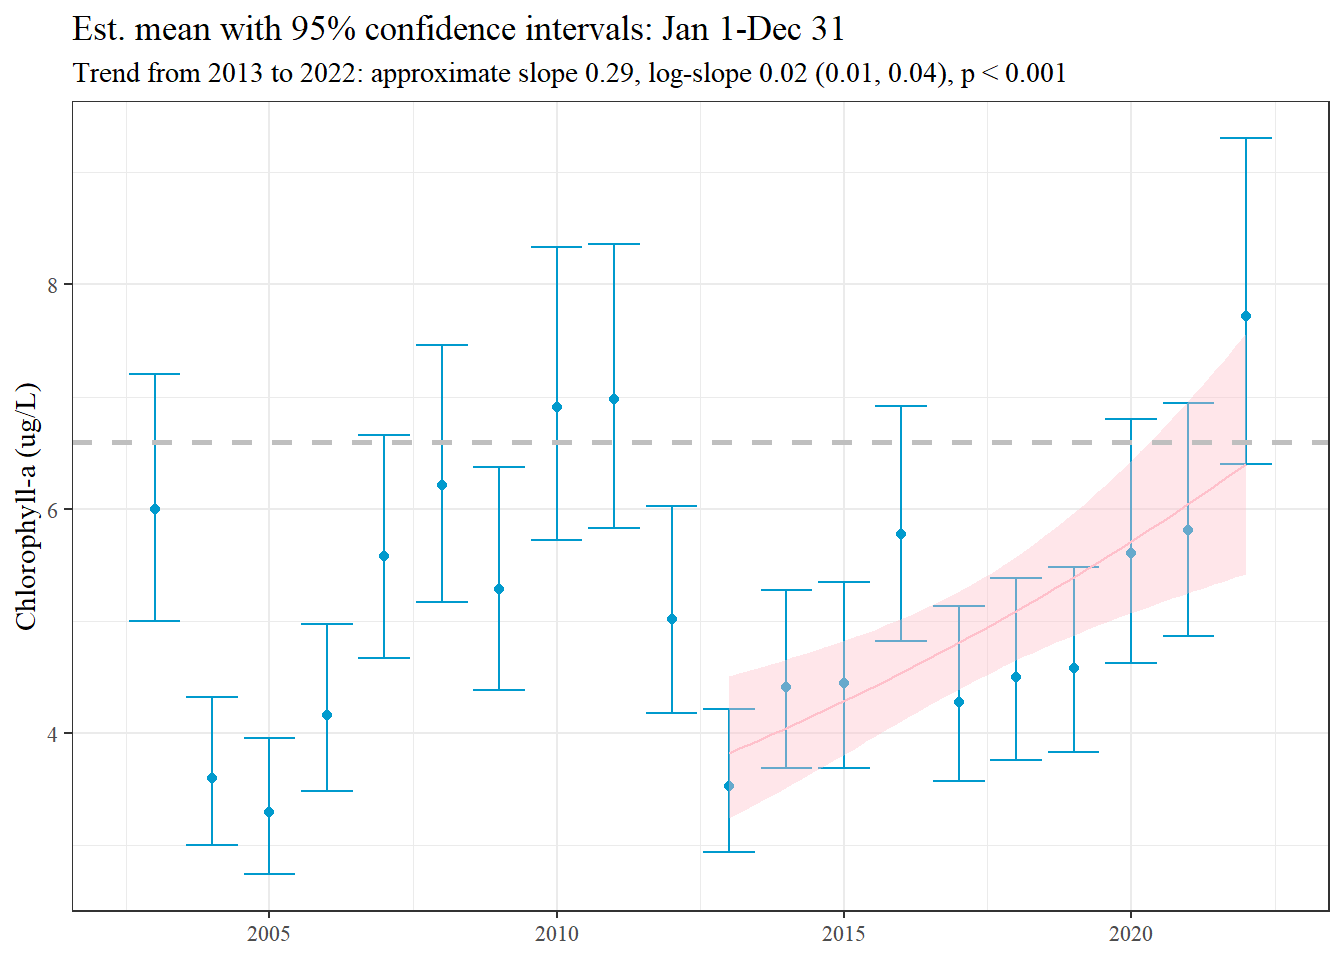 Est. mean with 95% confidence intervals: Jan 1-Dec 31
Trend from 2013 to 2022: approximate slope 0.29, log-slope 0.02 (0.01, 0.04), p < 0.001
Chlorophyll-a (ug/L)
8
6
4
2005
2010
2015
2020